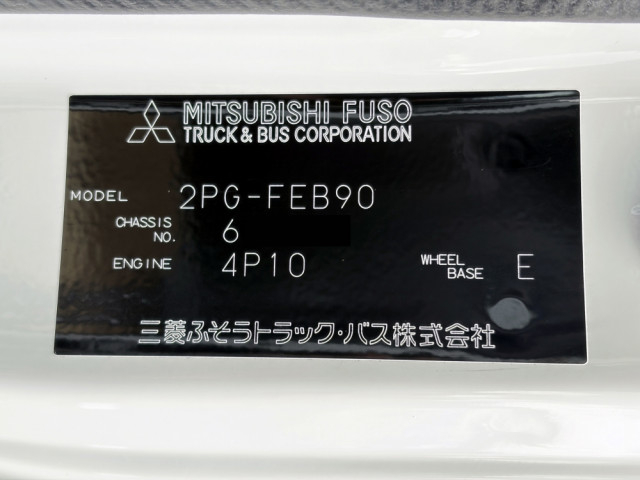 MITSUBISHI FUSO
TRUCK & BUS CORPORATION
MODEL 2PG-FEB90
CHASSIS NO. 6
ENGINE 4P10 WHEEL BASE E
三菱ふそうトラック・バス株式会社